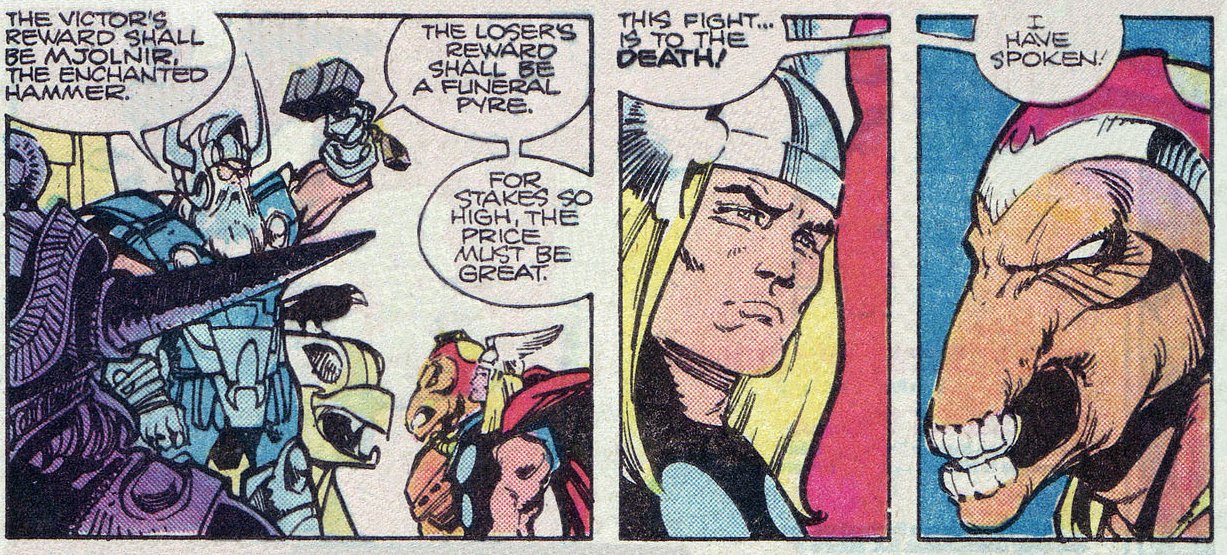 THE VICTOR'S
REWARD SHALL
BE MJOLNIR,
THE ENCHANTED
HAMMER.
THE LOSER'S
REWARD
SHALL BE
A FUNERAL
PYRE.
FOR
STAKES SO
HIGH, THE
PRICE
MUST BE
GREAT.
THIS FIGHT...
IS TO THE
DEATH!
I
HAVE
SPOKEN!